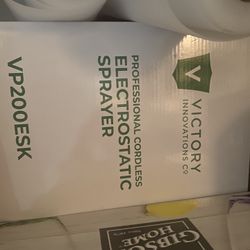 V
VICTORY
INNOVATIONS CO
PROFESSIONAL CORDLESS
ELECTROSTATIC
SPRAYER
VP200ESK
GIBSON
HOME